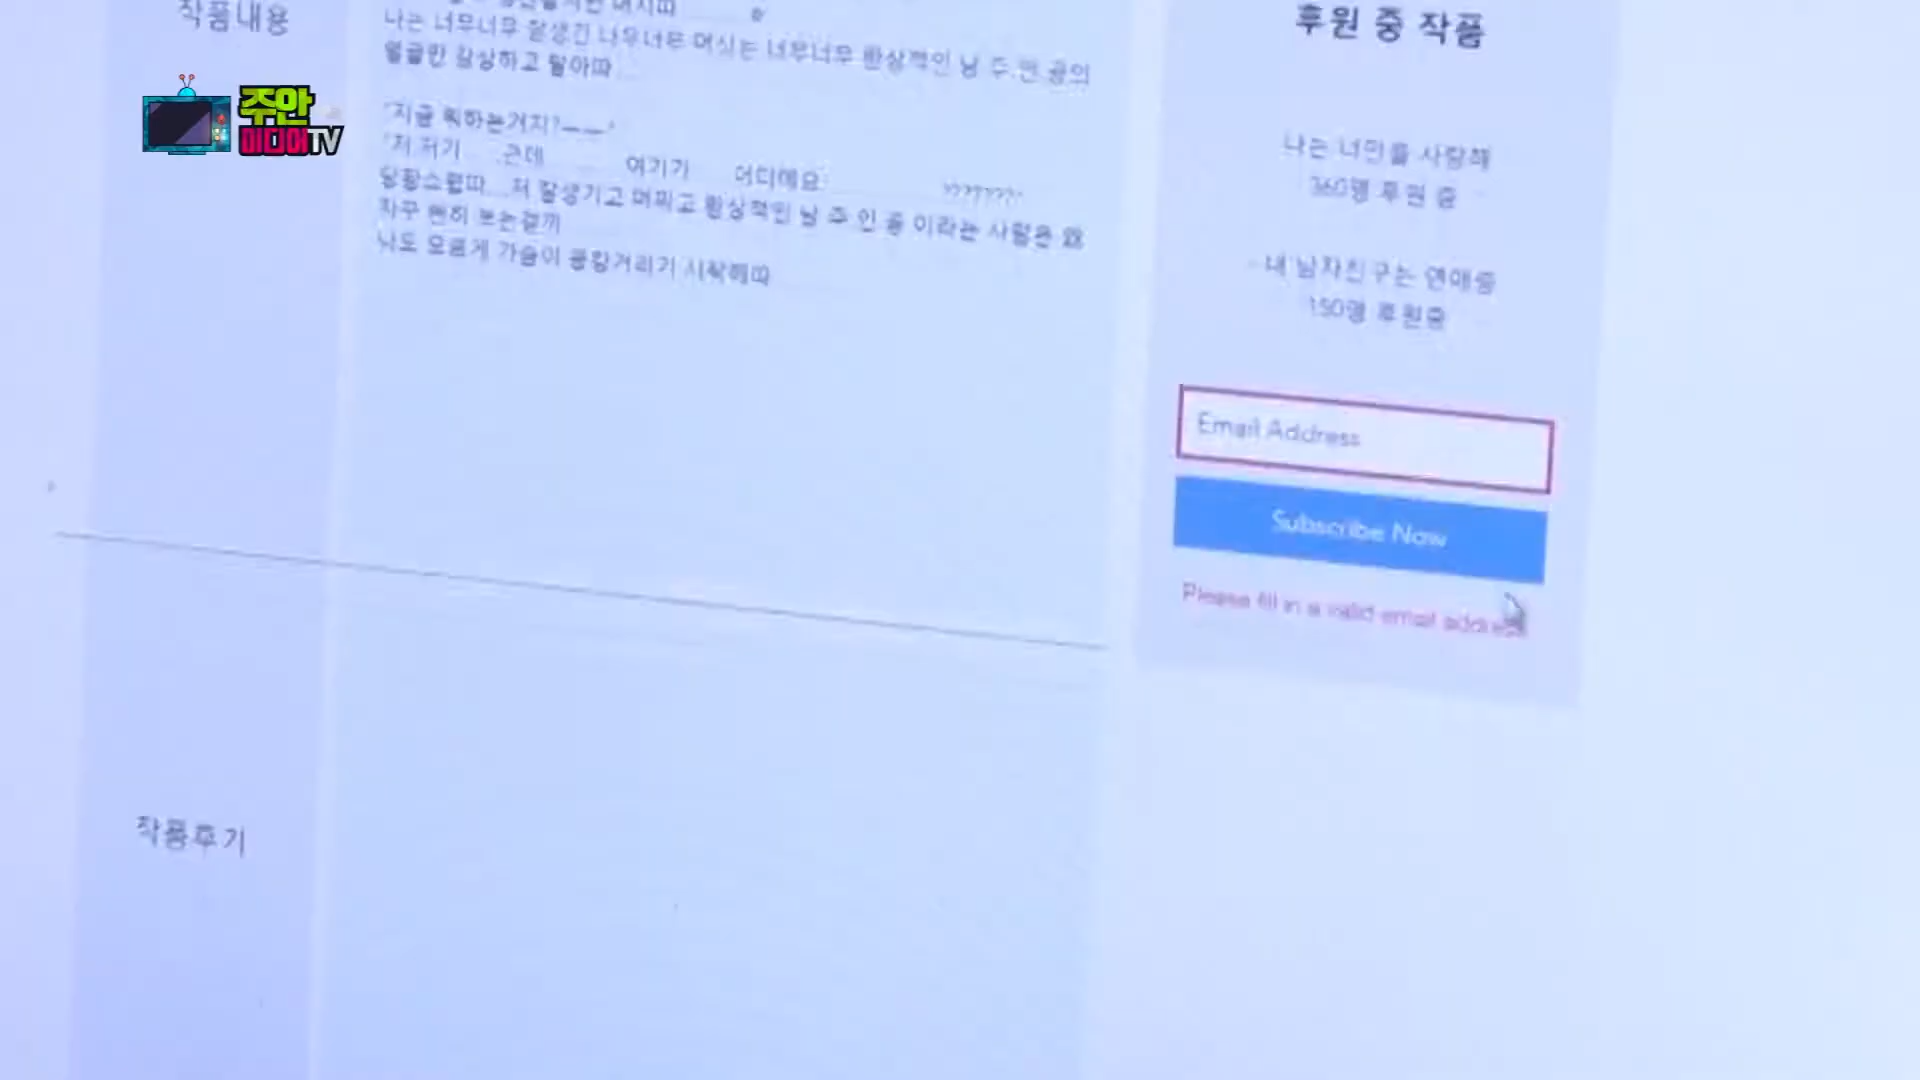 작품내용
나는 너무너무 잘생긴 너무너무 머싯는 너무너무 환상적인 남 주 인 공의
얼굴만 감상하고 털아따
"지금 뭐하는거지?ㅡㅡ"
"저 저기 근데 여기가 어디예요 ???????"
당황스럽따 저 잘생기고 머찌고 환상적인 남 주 인 공 이라는 사람은 왜
자꾸 빤히 보는걸까
나도 모르게 가슴이 콩캉거리기 시작해따
작품후기
후원 중 작품
나는 너만을 사랑해
360명 후원 중
내 남자친구는 연애중
150명 후원중
Email Address
Subscribe Now
Please fill in a valid email address
주안
미디어TV